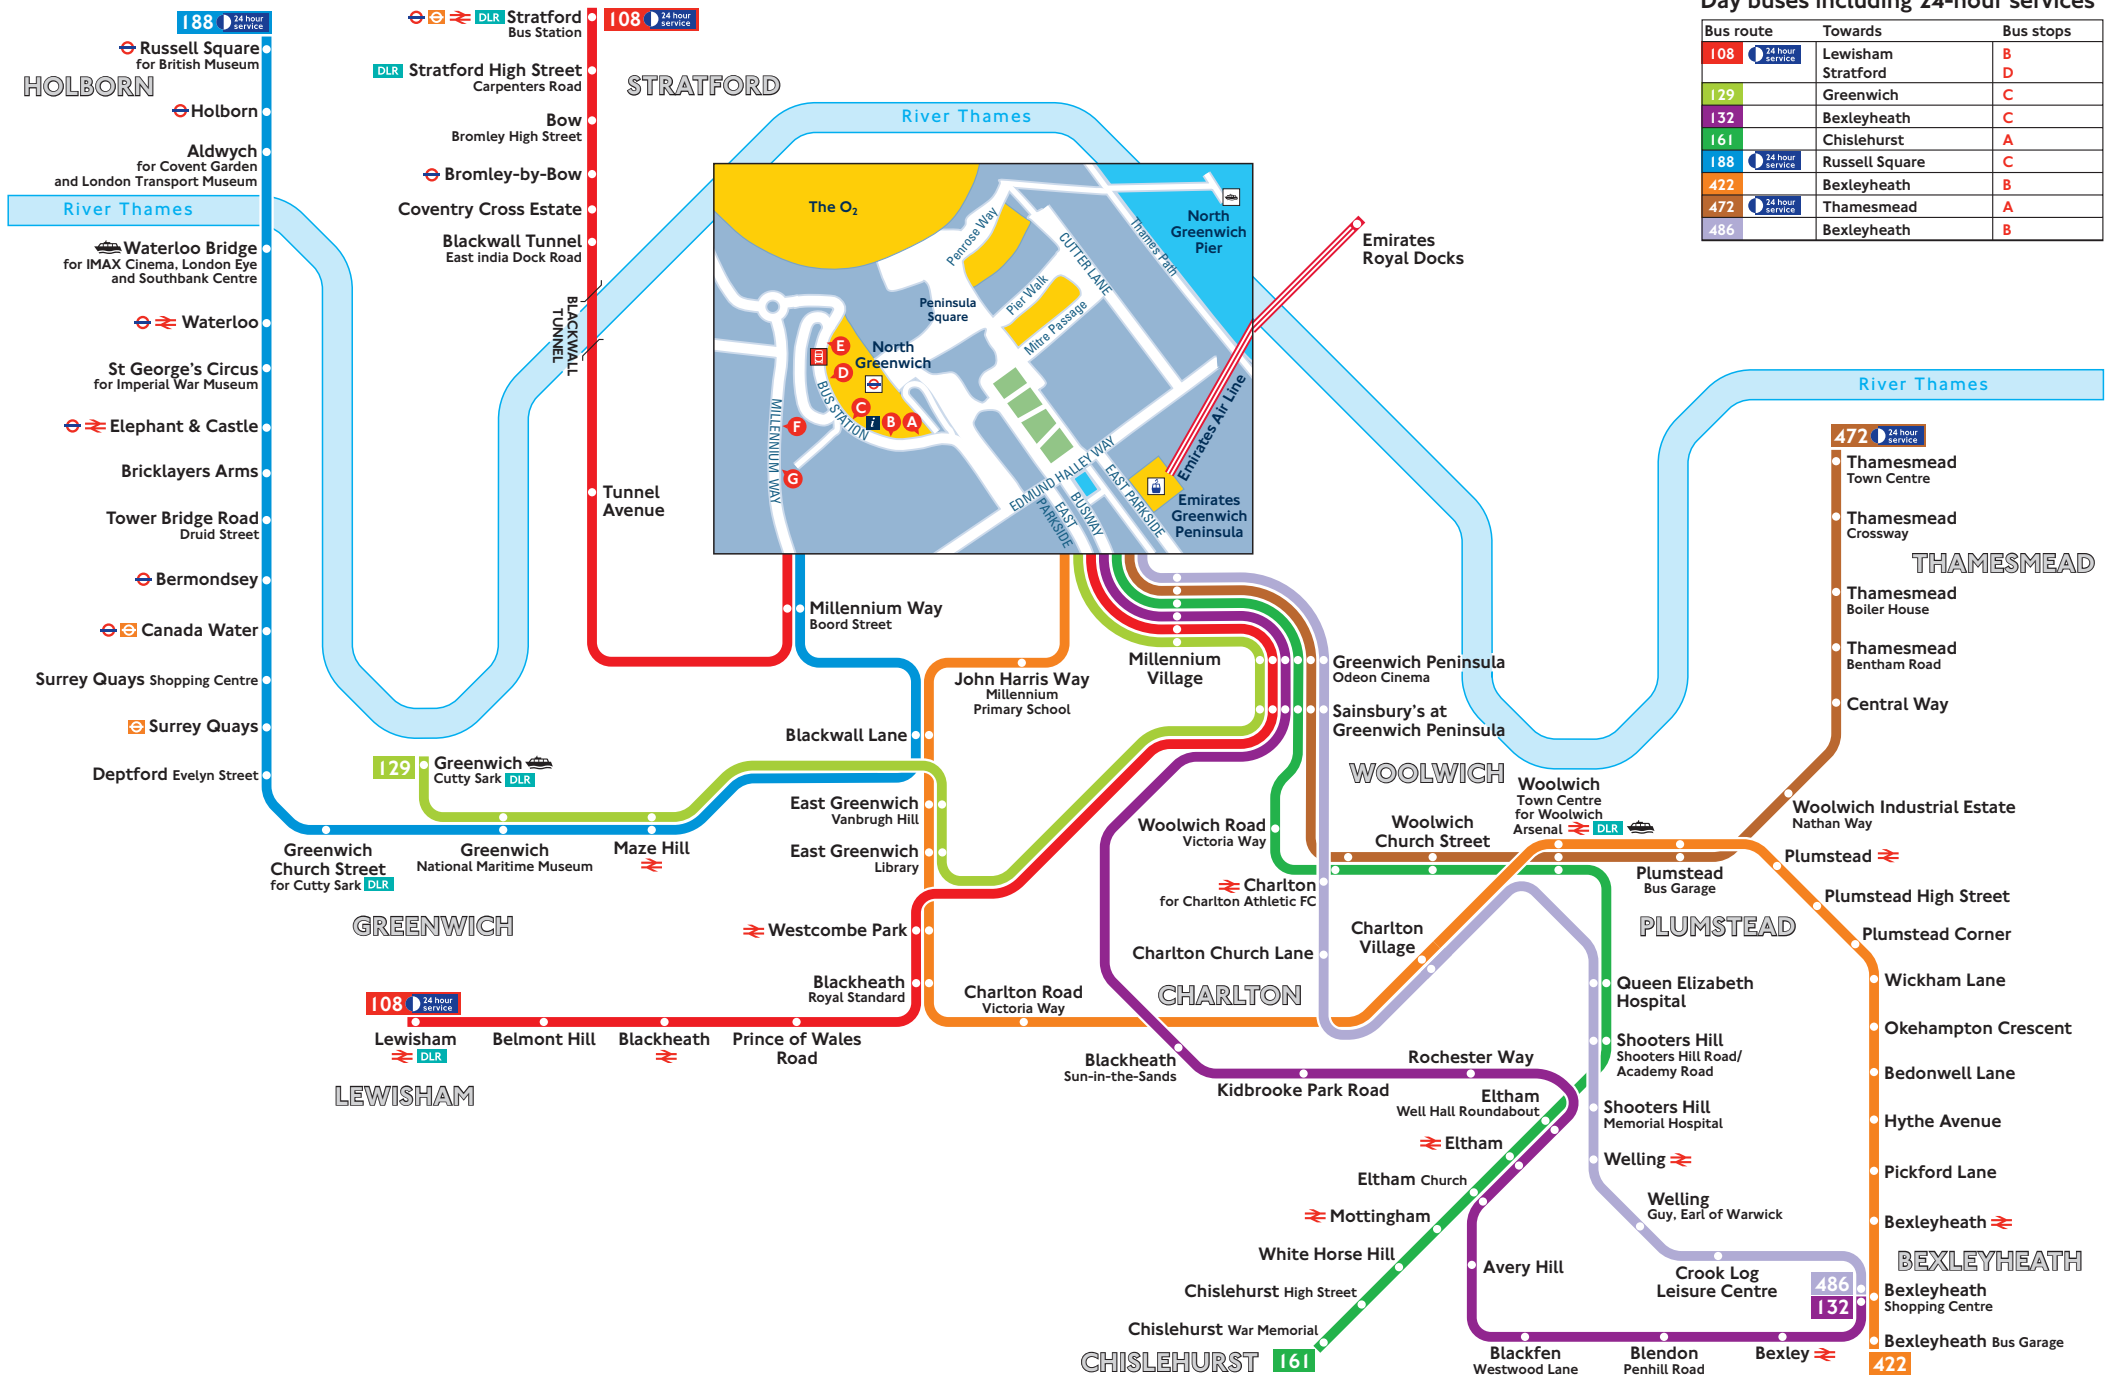 188 24 hour service
Russell Square
for British Museum
HOLBORN
Holborn
Aldwych
for Covent Garden
and London Transport Museum
River Thames
Waterloo Bridge
for IMAX Cinema, London Eye
and Southbank Centre
Waterloo
St George's Circus
for Imperial War Museum
Elephant & Castle
Bricklayers Arms
Tower Bridge Road
Druid Street
Bermondsey
Canada Water
Surrey Quays Shopping Centre
Surrey Quays
Deptford Evelyn Street
Greenwich
Church Street
for Cutty Sark DLR
Greenwich
National Maritime Museum
Maze Hill
129
Greenwich
Cutty Sark DLR
GREENWICH
DLR Stratford
Bus Station
108 24 hour service
DLR Stratford High Street
Carpenters Road
STRATFORD
Bow
Bromley High Street
Bromley-by-Bow
Coventry Cross Estate
Blackwall Tunnel
East india Dock Road
BLACKWALL
TUNNEL
Tunnel
Avenue
River Thames
The O2
Penrose Way
CUTTER LANE
Thames Path
North
Greenwich
Pier
Peninsula
Square
Pier Walk
Mitre Passage
North
Greenwich
E
D
C
B
A
F
G
i
BUS STATION
MILLENNIUM WAY
EDMUND HALLEY WAY
EAST
PARKSIDE
BUSWAY
EAST PARKSIDE
Emirates Air Line
Emirates
Greenwich
Peninsula
Emirates
Royal Docks
Day buses including 24-hour services
Bus route Towards Bus stops
108 24 hour service Lewisham B
Stratford D
129 Greenwich C
132 Bexleyheath C
161 Chislehurst A
188 24 hour service Russell Square C
422 Bexleyheath B
472 24 hour service Thamesmead A
486 Bexleyheath B
River Thames
472 24 hour service
Thamesmead
Town Centre
Thamesmead
Crossway
THAMESMEAD
Thamesmead
Boiler House
Thamesmead
Bentham Road
Central Way
Woolwich Industrial Estate
Nathan Way
Millennium Way
Boord Street
John Harris Way
Millennium
Primary School
Millennium
Village
Greenwich Peninsula
Odeon Cinema
Sainsbury's at
Greenwich Peninsula
Blackwall Lane
East Greenwich
Vanbrugh Hill
East Greenwich
Library
Westcombe Park
Blackheath
Royal Standard
108 24 hour service
Lewisham
DLR
Belmont Hill
Blackheath
Prince of Wales
Road
LEWISHAM
Charlton Road
Victoria Way
WOOLWICH
Woolwich Road
Victoria Way
Woolwich
Church Street
Woolwich
Town Centre
for Woolwich
Arsenal DLR
Plumstead
Bus Garage
Plumstead
Plumstead High Street
Plumstead Corner
PLUMSTEAD
Charlton
for Charlton Athletic FC
Charlton Church Lane
Charlton
Village
CHARLTON
Wickham Lane
Okehampton Crescent
Bedonwell Lane
Hythe Avenue
Pickford Lane
Bexleyheath
BEXLEYHEATH
Bexleyheath
Shopping Centre
Bexleyheath Bus Garage
422
Queen Elizabeth
Hospital
Shooters Hill
Shooters Hill Road/
Academy Road
Shooters Hill
Memorial Hospital
Welling
Welling
Guy, Earl of Warwick
Crook Log
Leisure Centre
486
132
Blackheath
Sun-in-the-Sands
Kidbrooke Park Road
Rochester Way
Eltham
Well Hall Roundabout
Eltham
Eltham Church
Mottingham
White Horse Hill
Chislehurst High Street
Chislehurst War Memorial
CHISLEHURST
161
Avery Hill
Blackfen
Westwood Lane
Blendon
Penhill Road
Bexley